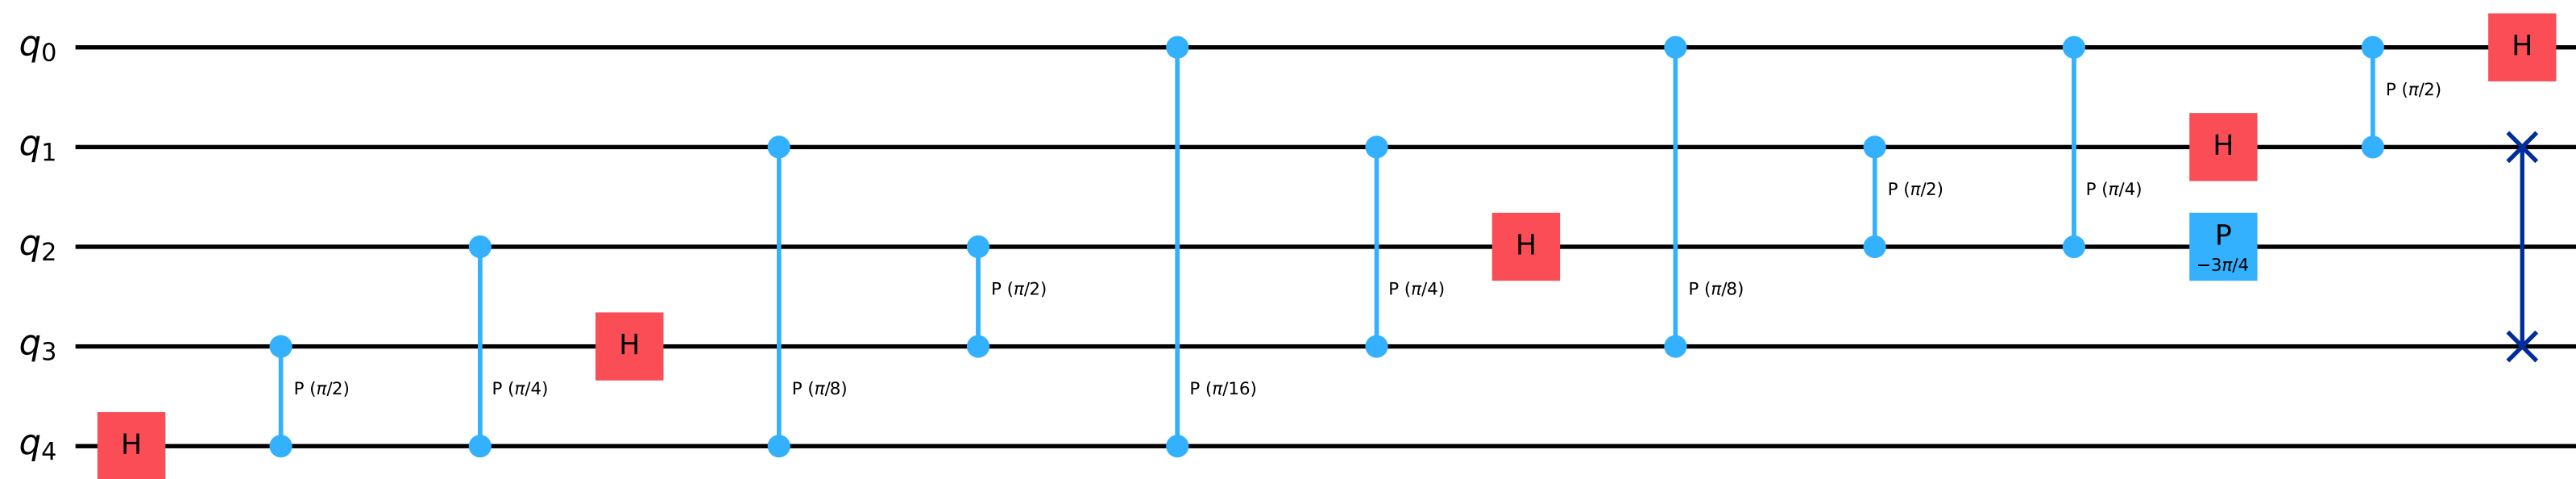 q0 H
P (π/2)
q1 H
P (π/2) P (π/4)
q2 H P
−3π/4
P (π/2) P (π/4) P (π/8)
q3 H
P (π/2) P (π/4) P (π/8) P (π/16)
q4 H